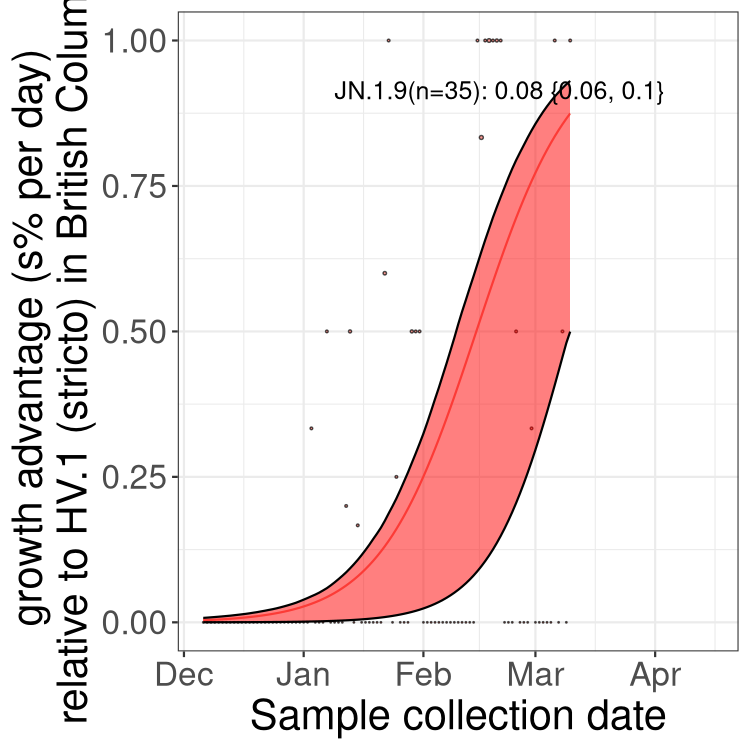 growth advantage (s% per day)
relative to HV.1 (stricto) in British Colum
1.00
0.75
0.50
0.25
0.00
JN.1.9(n=35): 0.08 {0.06, 0.1}
Dec Jan Feb Mar Apr
Sample collection date